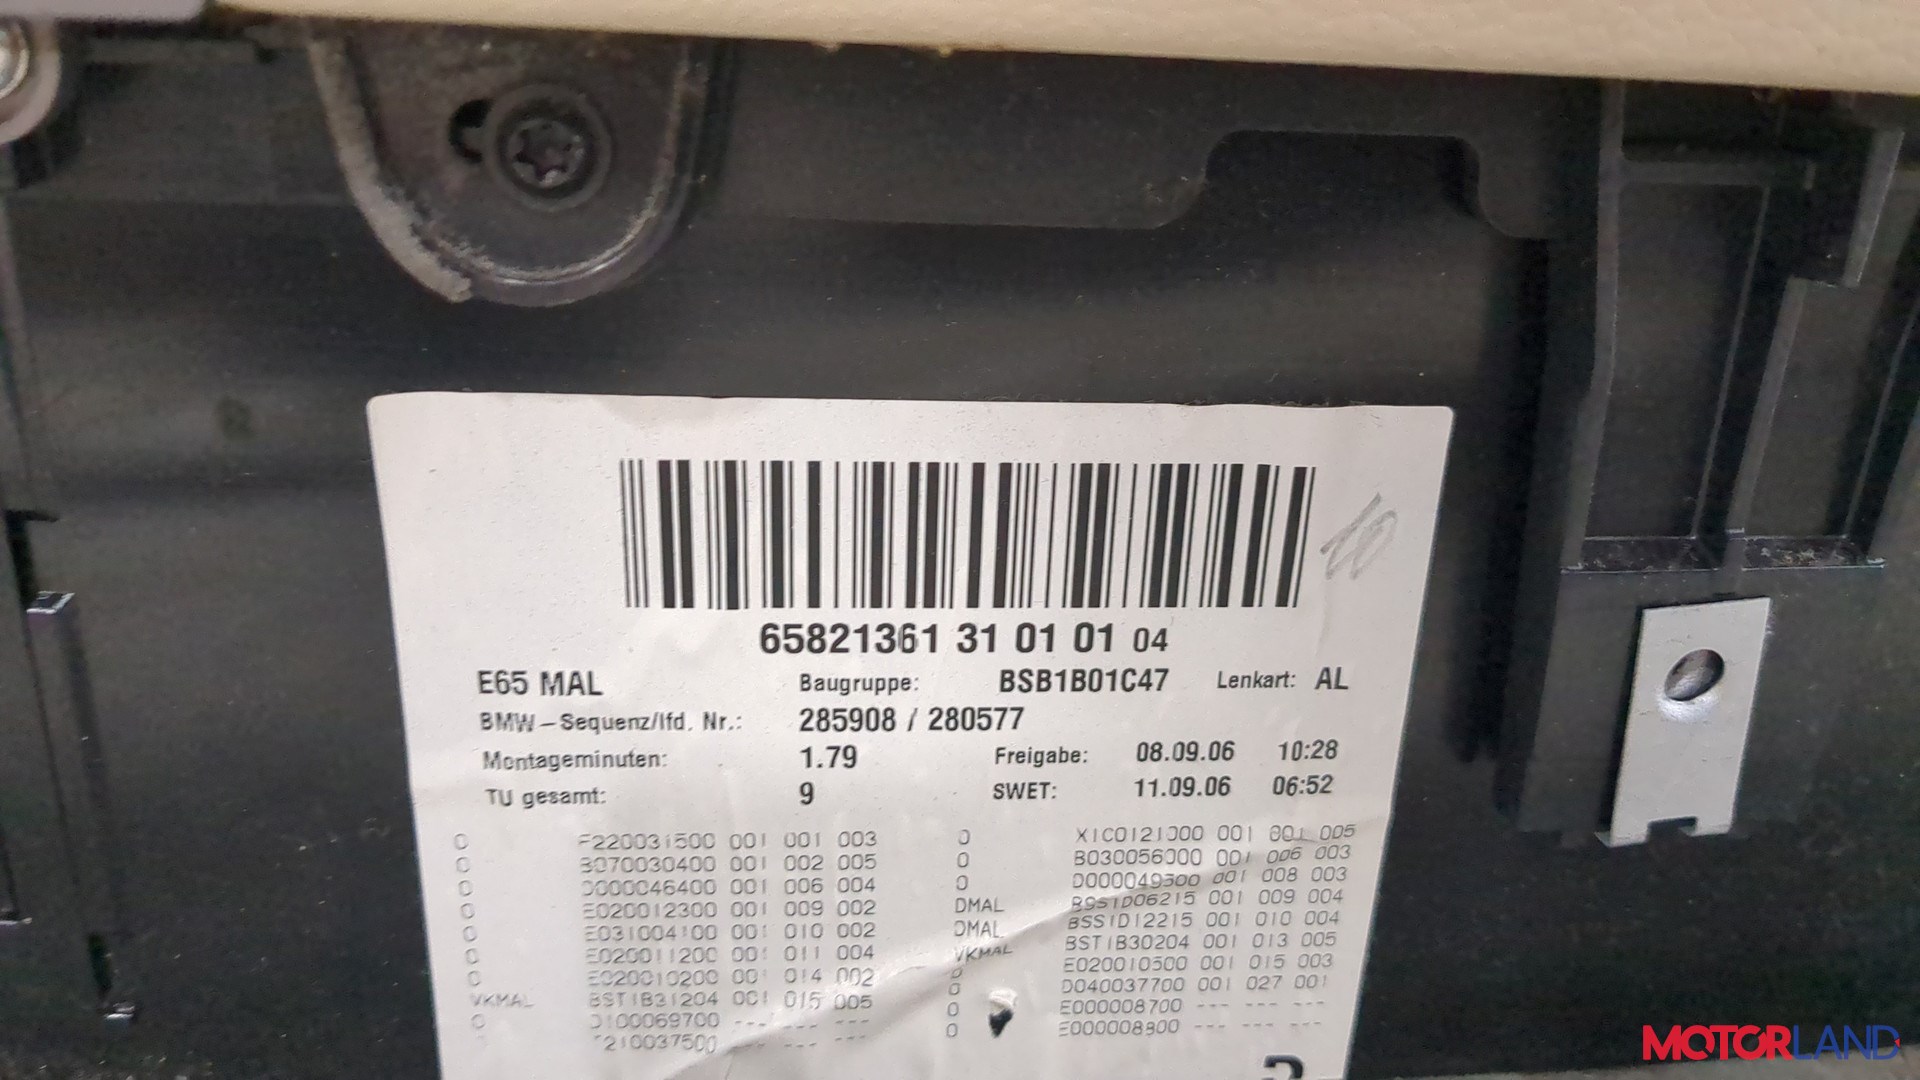 10
65821361 31 01 01 04
E65 MAL Baugruppe: BSB1B01C47 Lenkart: AL
BMW-Sequenz/lfd. Nr.: 285908 / 280577
Montageminuten: 1.79 Freigabe: 08.09.06 10:28
TU gesamt: 9 SWET: 11.09.06 06:52
0 F220031500 001 001 003 0 X1C0121000 001 001 005
0 B070030400 001 002 005 0 B030056000 001 006 003
0 D000046400 001 006 004 0 D000049300 001 008 003
0 E020012300 001 009 002 DMAL BSS1D06215 001 009 004
0 E031004100 001 010 002 DMAL BSS1D12215 001 010 004
0 E020011200 001 011 004 VKMAL BST1B30204 001 013 005
0 E020010200 001 014 002 0 E020010500 001 015 003
VKMAL BST1B31204 001 015 005 0 D040037700 001 027 001
0 D100069700 --- --- --- 0 E000008700 --- --- ---
210037500 --- --- --- 0 E000008800 --- --- ---
MOTORLAND